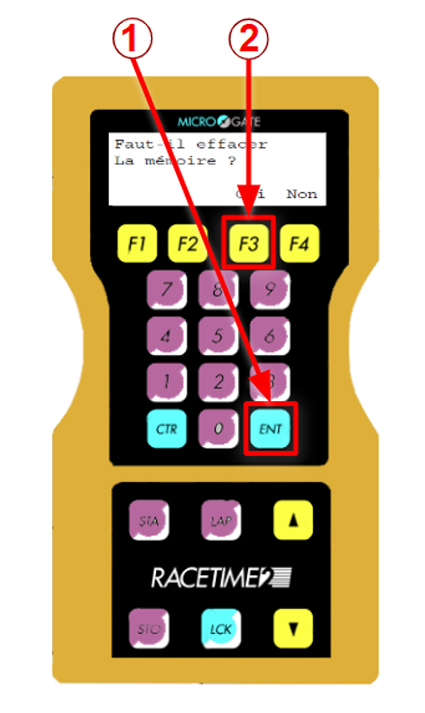 1 2
MICROGATE
Faut-il effacer
La mémoire ?
Oui Non
F1 F2 F3 F4
7 8 9
4 5 6
1 2 3
CTR 0 ENT
STA LAP
RACETIME2
STO LCK